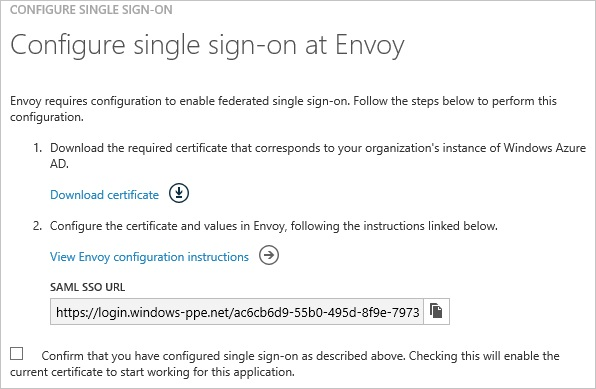 CONFIGURE SINGLE SIGN-ON
Configure single sign-on at Envoy
Envoy requires configuration to enable federated single sign-on. Follow the steps below to perform this
configuration.
1. Download the required certificate that corresponds to your organization's instance of Windows Azure
AD.
Download certificate
2. Configure the certificate and values in Envoy, following the instructions linked below.
View Envoy configuration instructions
SAML SSO URL
https://login.windows-ppe.net/ac6cb6d9-55b0-495d-8f9e-7973
Confirm that you have configured single sign-on as described above. Checking this will enable the
current certificate to start working for this application.